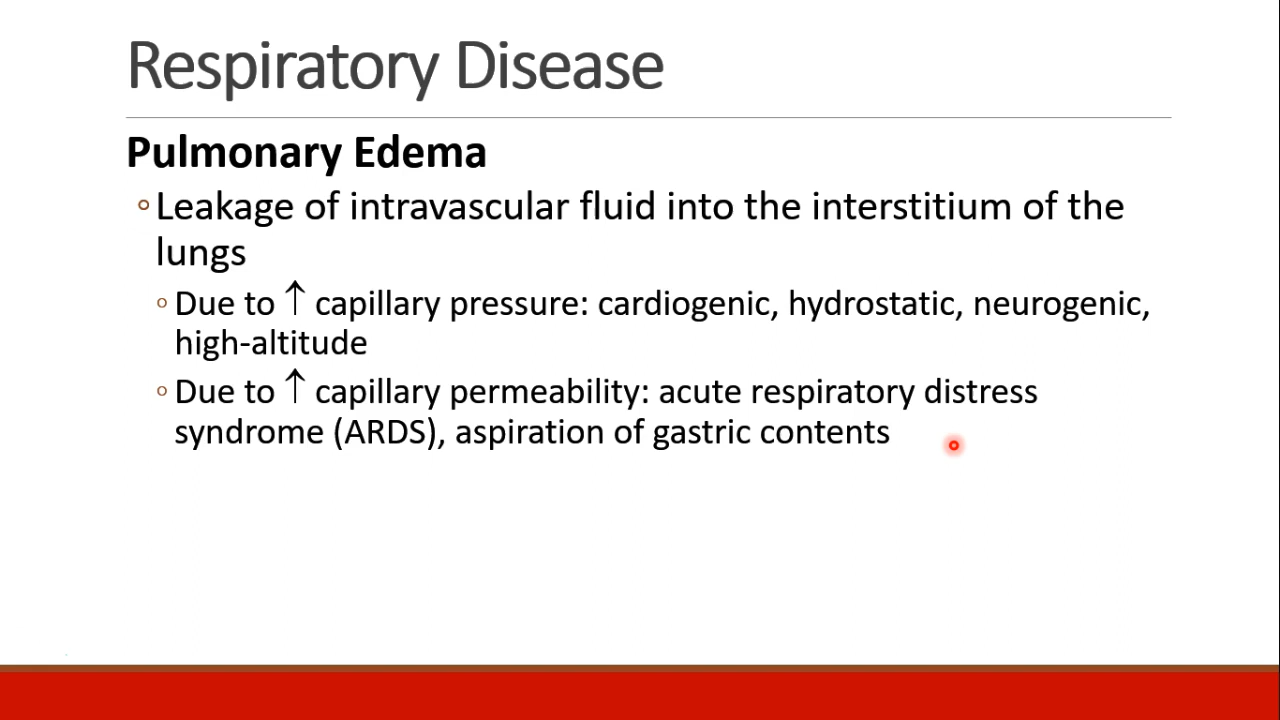 Respiratory Disease
Pulmonary Edema
◦ Leakage of intravascular fluid into the interstitium of the
lungs
◦ Due to ↑ capillary pressure: cardiogenic, hydrostatic, neurogenic,
high-altitude
◦ Due to ↑ capillary permeability: acute respiratory distress
syndrome (ARDS), aspiration of gastric contents